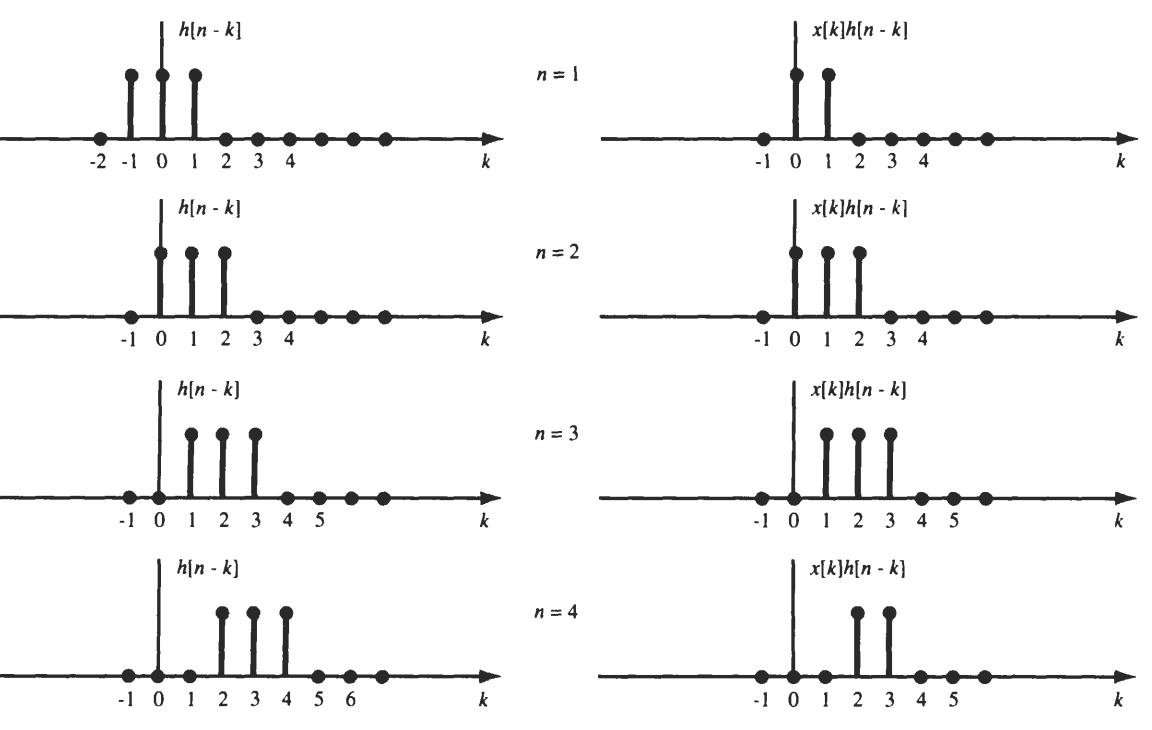 h[n - k]
n = 1
x[k]h[n - k]
-2 -1 0 1 2 3 4 k
-1 0 1 2 3 4 k
h[n - k]
n = 2
x[k]h[n - k]
-1 0 1 2 3 4 k
-1 0 1 2 3 4 k
h[n - k]
n = 3
x[k]h[n - k]
-1 0 1 2 3 4 5 k
-1 0 1 2 3 4 5 k
h[n - k]
n = 4
x[k]h[n - k]
-1 0 1 2 3 4 5 6 k
-1 0 1 2 3 4 5 k